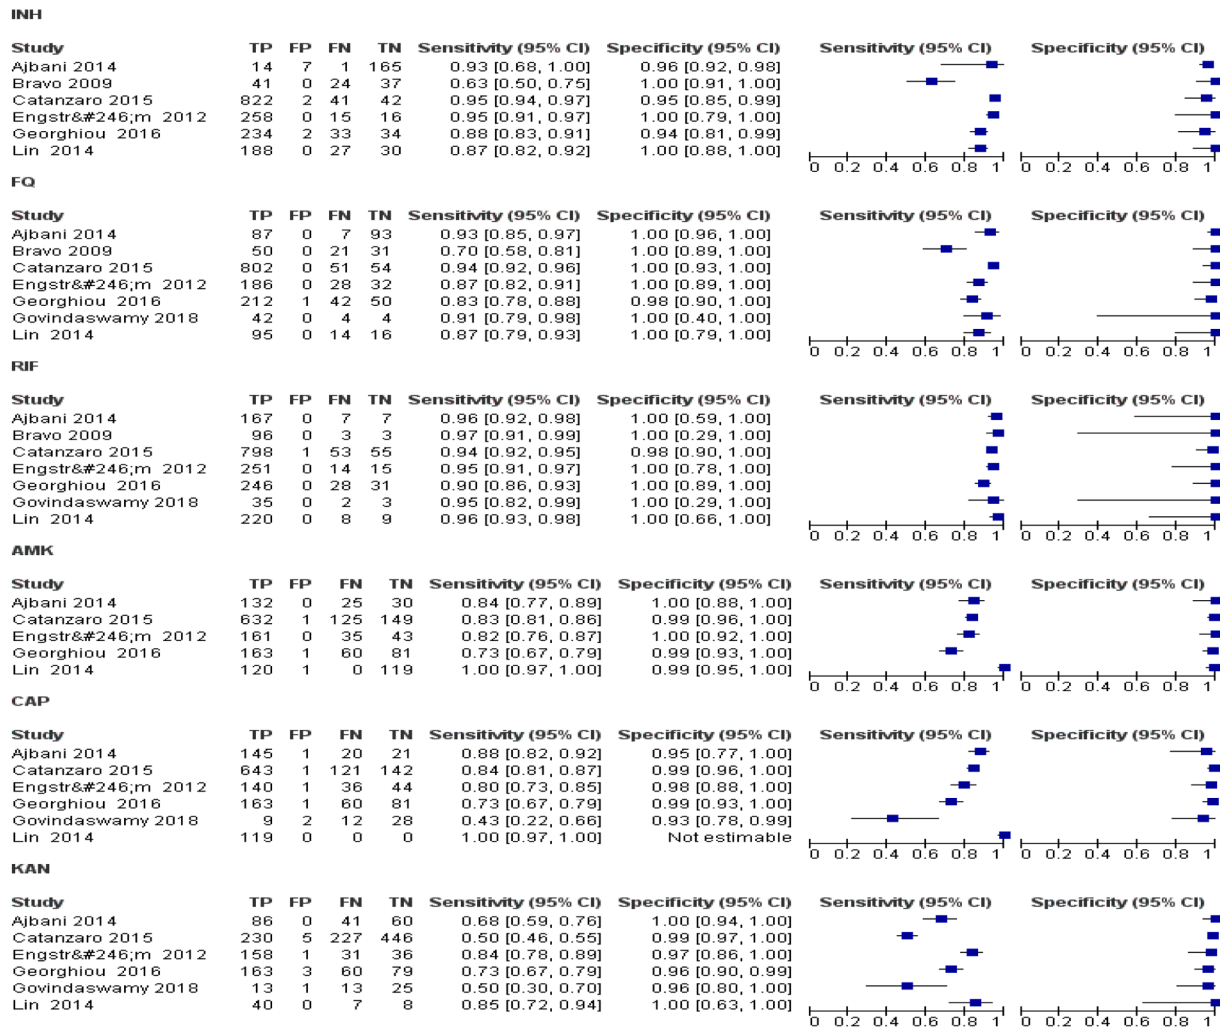 INH
Study TP FP FN TN Sensitivity (95% CI) Specificity (95% CI) Sensitivity (95% CI) Specificity (95% CI)
Ajbani 2014 14 7 1 165 0.93 [0.68, 1.00] 0.96 [0.92, 0.98]
Bravo 2009 41 0 24 37 0.63 [0.50, 0.75] 1.00 [0.91, 1.00]
Catanzaro 2015 822 2 41 42 0.95 [0.94, 0.97] 0.95 [0.85, 0.99]
Engstr&#246;m 2012 258 0 15 16 0.95 [0.91, 0.97] 1.00 [0.79, 1.00]
Georghiou 2016 234 2 33 34 0.88 [0.83, 0.91] 0.94 [0.81, 0.99]
Lin 2014 188 0 27 30 0.87 [0.82, 0.92] 1.00 [0.88, 1.00]
0 0.2 0.4 0.6 0.8 1 0 0.2 0.4 0.6 0.8 1
FQ
Study TP FP FN TN Sensitivity (95% CI) Specificity (95% CI) Sensitivity (95% CI) Specificity (95% CI)
Ajbani 2014 87 0 7 93 0.93 [0.85, 0.97] 1.00 [0.96, 1.00]
Bravo 2009 50 0 21 31 0.70 [0.58, 0.81] 1.00 [0.89, 1.00]
Catanzaro 2015 802 0 51 54 0.94 [0.92, 0.96] 1.00 [0.93, 1.00]
Engstr&#246;m 2012 186 0 28 32 0.87 [0.82, 0.91] 1.00 [0.89, 1.00]
Georghiou 2016 212 1 42 50 0.83 [0.78, 0.88] 0.98 [0.90, 1.00]
Govindaswamy 2018 42 0 4 4 0.91 [0.79, 0.98] 1.00 [0.40, 1.00]
Lin 2014 95 0 14 16 0.87 [0.79, 0.93] 1.00 [0.79, 1.00]
0 0.2 0.4 0.6 0.8 1 0 0.2 0.4 0.6 0.8 1
RIF
Study TP FP FN TN Sensitivity (95% CI) Specificity (95% CI) Sensitivity (95% CI) Specificity (95% CI)
Ajbani 2014 167 0 7 7 0.96 [0.92, 0.98] 1.00 [0.59, 1.00]
Bravo 2009 96 0 3 3 0.97 [0.91, 0.99] 1.00 [0.29, 1.00]
Catanzaro 2015 798 1 53 55 0.94 [0.92, 0.95] 0.98 [0.90, 1.00]
Engstr&#246;m 2012 251 0 14 15 0.95 [0.91, 0.97] 1.00 [0.78, 1.00]
Georghiou 2016 246 0 28 31 0.90 [0.86, 0.93] 1.00 [0.89, 1.00]
Govindaswamy 2018 35 0 2 3 0.95 [0.82, 0.99] 1.00 [0.29, 1.00]
Lin 2014 220 0 8 9 0.96 [0.93, 0.98] 1.00 [0.66, 1.00]
0 0.2 0.4 0.6 0.8 1 0 0.2 0.4 0.6 0.8 1
AMK
Study TP FP FN TN Sensitivity (95% CI) Specificity (95% CI) Sensitivity (95% CI) Specificity (95% CI)
Ajbani 2014 132 0 25 30 0.84 [0.77, 0.89] 1.00 [0.88, 1.00]
Catanzaro 2015 632 1 125 149 0.83 [0.81, 0.86] 0.99 [0.96, 1.00]
Engstr&#246;m 2012 161 0 35 43 0.82 [0.76, 0.87] 1.00 [0.92, 1.00]
Georghiou 2016 163 1 60 81 0.73 [0.67, 0.79] 0.99 [0.93, 1.00]
Lin 2014 120 1 0 119 1.00 [0.97, 1.00] 0.99 [0.95, 1.00]
0 0.2 0.4 0.6 0.8 1 0 0.2 0.4 0.6 0.8 1
CAP
Study TP FP FN TN Sensitivity (95% CI) Specificity (95% CI) Sensitivity (95% CI) Specificity (95% CI)
Ajbani 2014 145 1 20 21 0.88 [0.82, 0.92] 0.95 [0.77, 1.00]
Catanzaro 2015 643 1 121 142 0.84 [0.81, 0.87] 0.99 [0.96, 1.00]
Engstr&#246;m 2012 140 1 36 44 0.80 [0.73, 0.85] 0.98 [0.88, 1.00]
Georghiou 2016 163 1 60 81 0.73 [0.67, 0.79] 0.99 [0.93, 1.00]
Govindaswamy 2018 9 2 12 28 0.43 [0.22, 0.66] 0.93 [0.78, 0.99]
Lin 2014 119 0 0 0 1.00 [0.97, 1.00] Not estimable
0 0.2 0.4 0.6 0.8 1 0 0.2 0.4 0.6 0.8 1
KAN
Study TP FP FN TN Sensitivity (95% CI) Specificity (95% CI) Sensitivity (95% CI) Specificity (95% CI)
Ajbani 2014 86 0 41 60 0.68 [0.59, 0.76] 1.00 [0.94, 1.00]
Catanzaro 2015 230 5 227 446 0.50 [0.46, 0.55] 0.99 [0.97, 1.00]
Engstr&#246;m 2012 158 1 31 36 0.84 [0.78, 0.89] 0.97 [0.86, 1.00]
Georghiou 2016 163 3 60 79 0.73 [0.67, 0.79] 0.96 [0.90, 0.99]
Govindaswamy 2018 13 1 13 25 0.50 [0.30, 0.70] 0.96 [0.80, 1.00]
Lin 2014 40 0 7 8 0.85 [0.72, 0.94] 1.00 [0.63, 1.00]
0 0.2 0.4 0.6 0.8 1 0 0.2 0.4 0.6 0.8 1